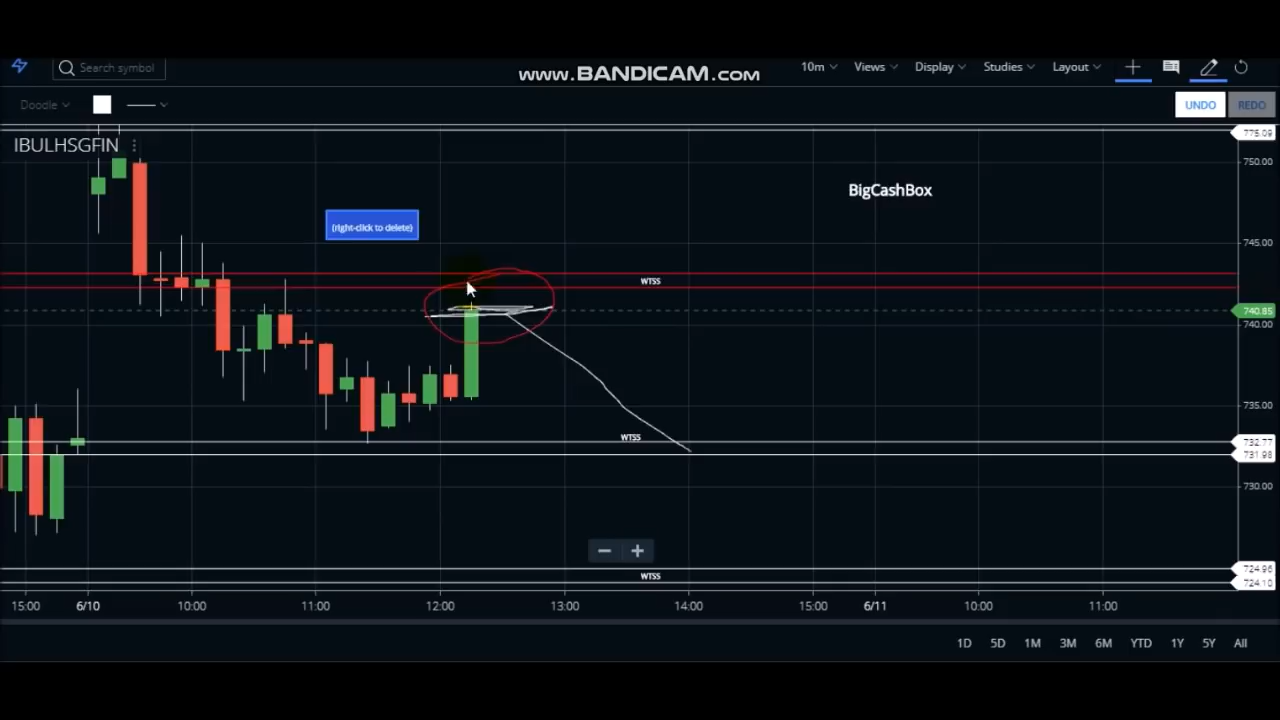 www.BANDICAM.com
Search symbol
10m Views Display Studies Layout
Doodle
UNDO REDO
775.09
IBULHSGFIN
750.00
BigCashBox
(right-click to delete)
745.00
WTSS
740.85
740.00
735.00
WTSS
732.77
731.98
730.00
724.96
WTSS
724.10
15:00 6/10 10:00 11:00 12:00 13:00 14:00 15:00 6/11 10:00 11:00
1D 5D 1M 3M 6M YTD 1Y 5Y All